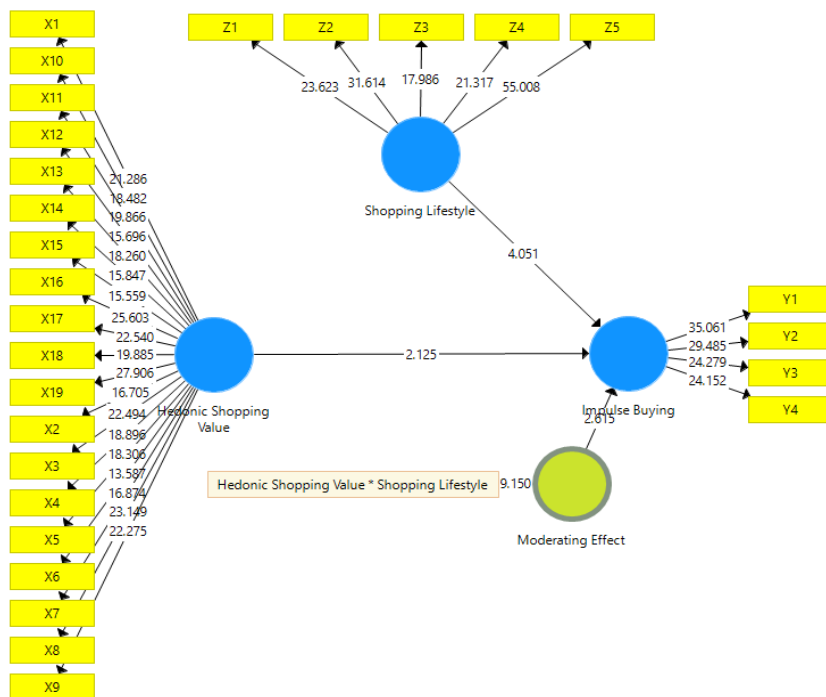 X1
X10
X11
X12
X13
X14
X15
X16
X17
X18
X19
X2
X3
X4
X5
X6
X7
X8
X9
21.286
18.482
19.866
15.696
18.260
15.847
15.559
25.603
22.540
19.885
27.906
16.705
22.494
18.896
18.306
13.587
16.874
23.149
22.275
Hedonic Shopping
Value
Z1
Z2
Z3
Z4
Z5
23.623
31.614
17.986
21.317
55.008
Shopping Lifestyle
4.051
2.125
Y1
Y2
Y3
Y4
35.061
29.485
24.279
24.152
Impulse Buying
2.615
Hedonic Shopping Value * Shopping Lifestyle
9.150
Moderating Effect